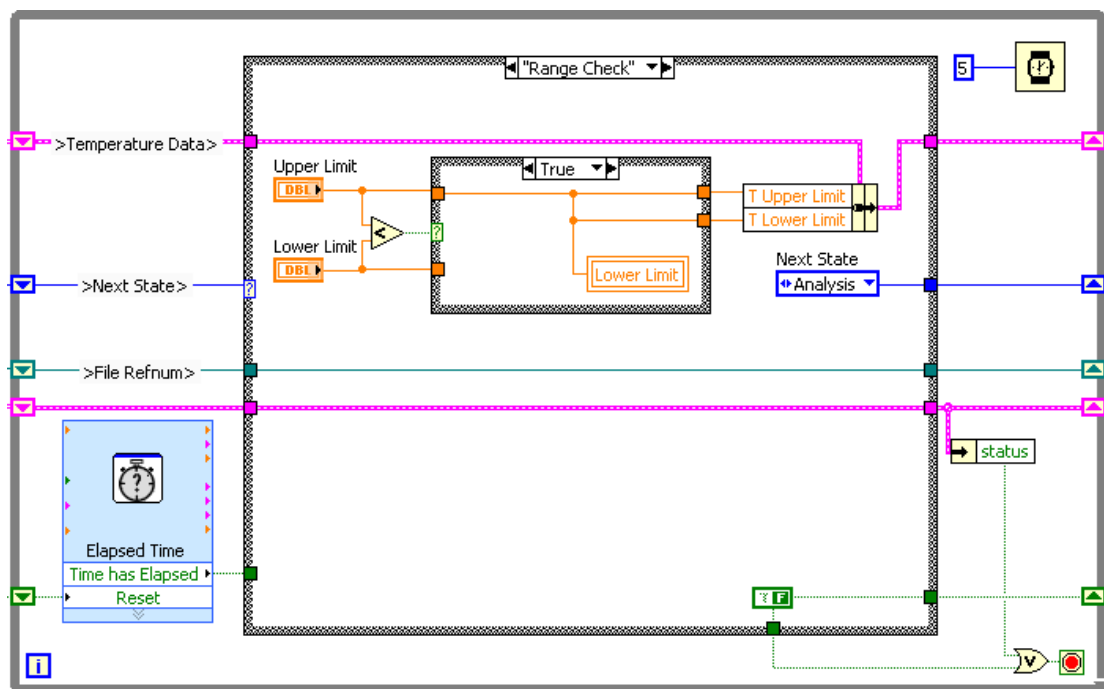 "Range Check"
5
>Temperature Data>
Upper Limit
DBL
True
T Upper Limit
T Lower Limit
<
?
Lower Limit
DBL
Lower Limit
Next State
Analysis
>Next State>
?
>File Refnum>
?
status
Elapsed Time
Time has Elapsed
Reset
F
i
V